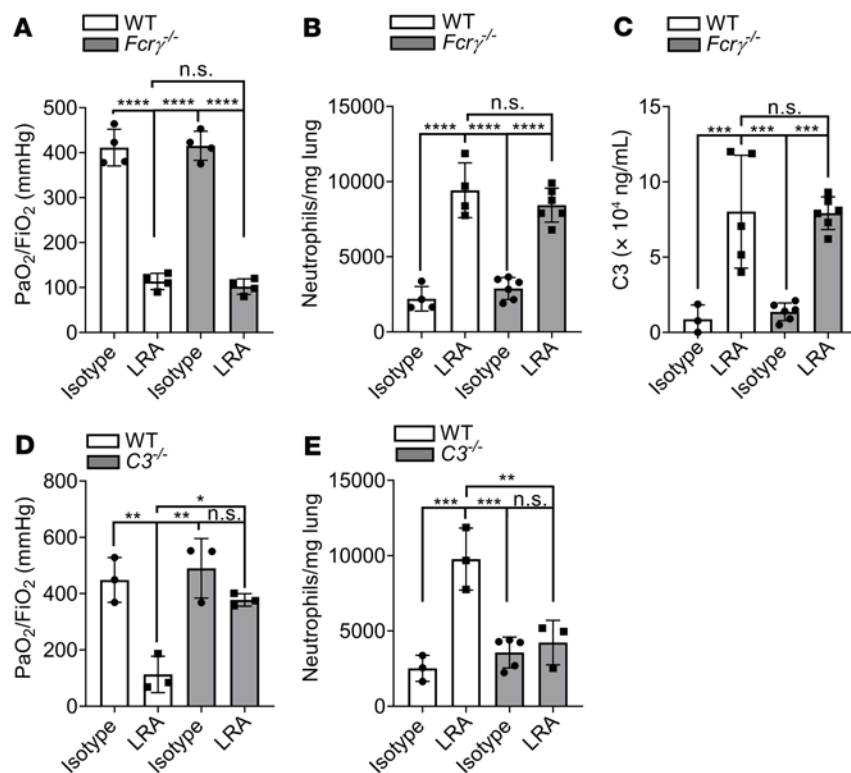 A
WT
Fcrγ-/-
n.s.
**** **** ****
PaO2/FiO2 (mmHg)
500
400
300
200
100
0
Isotype
LRA
Isotype
LRA
B
WT
Fcrγ-/-
n.s.
**** **** ****
Neutrophils/mg lung
15000
10000
5000
0
Isotype
LRA
Isotype
LRA
C
WT
Fcrγ-/-
n.s.
*** *** ***
C3 (× 10⁴ ng/mL)
15
10
5
0
Isotype
LRA
Isotype
LRA
D
WT
C3-/-
*
** ** n.s.
PaO2/FiO2 (mmHg)
800
600
400
200
0
Isotype
LRA
Isotype
LRA
E
WT
C3-/-
**
*** *** n.s.
Neutrophils/mg lung
15000
10000
5000
0
Isotype
LRA
Isotype
LRA